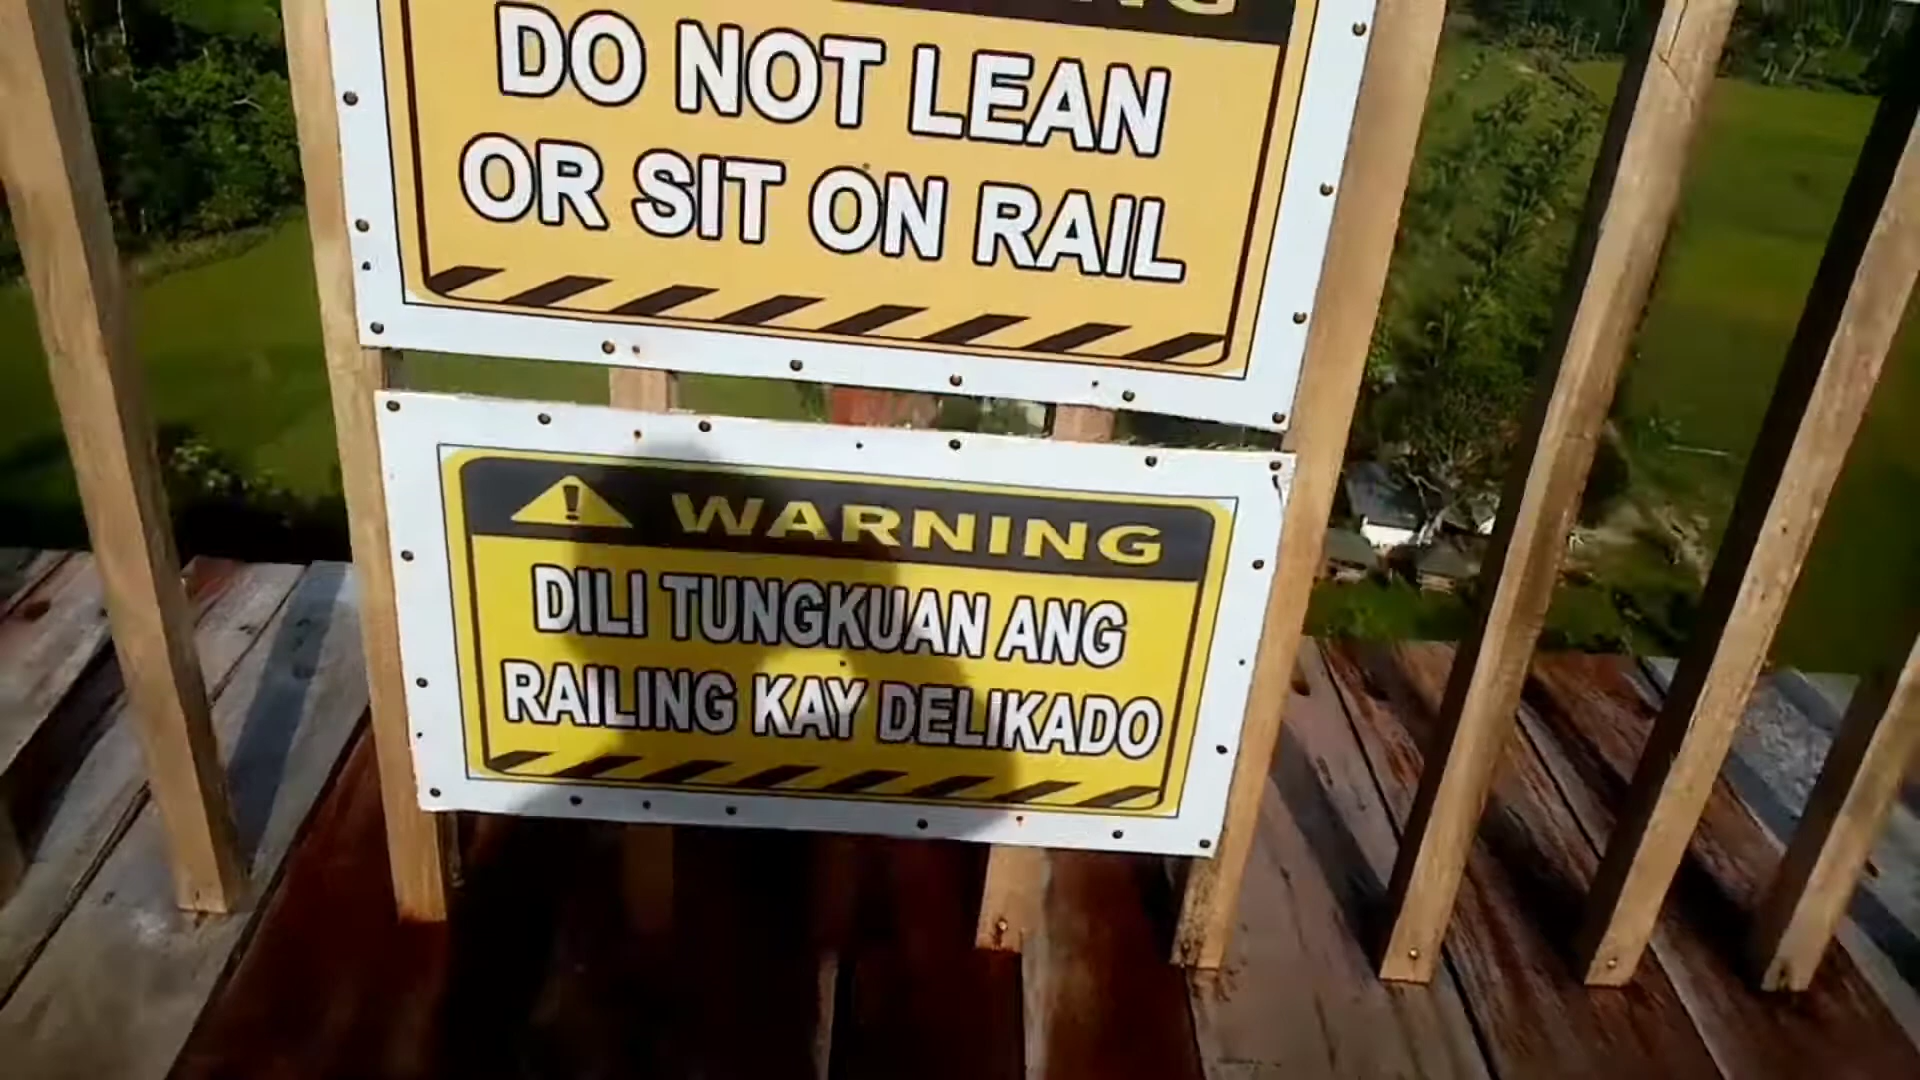 DO NOT LEAN
OR SIT ON RAIL
WARNING
DILI TUNGKUAN ANG
RAILING KAY DELIKADO